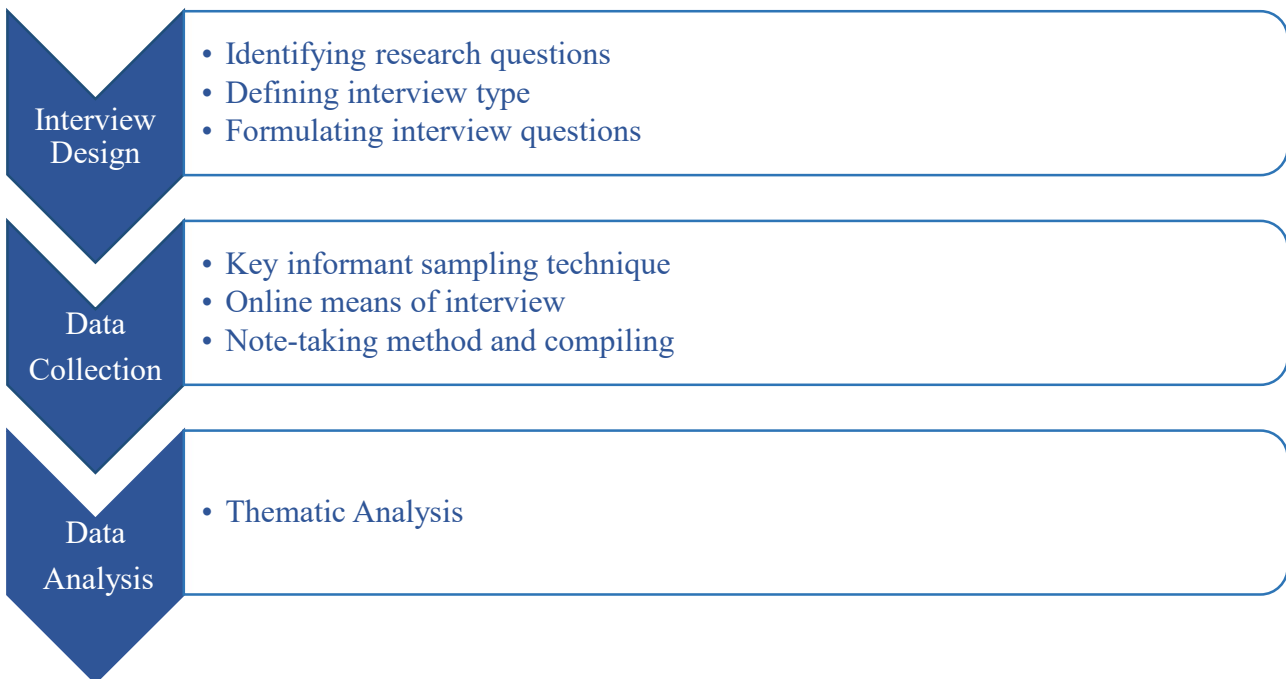 Interview
Design
• Identifying research questions
• Defining interview type
• Formulating interview questions
Data
Collection
• Key informant sampling technique
• Online means of interview
• Note-taking method and compiling
Data
Analysis
• Thematic Analysis